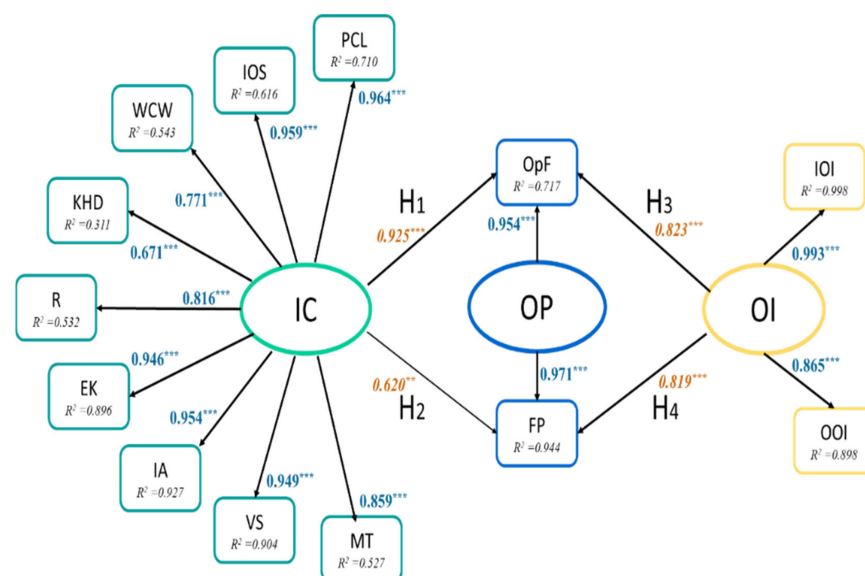 PCL
R² =0.710
IOS
R² =0.616
0.964***
WCW
R² =0.543
0.959***
OpF
R² =0.717
IOI
R² =0.998
KHD
R² =0.311
0.771***
H1
0.925***
0.954***
H3
0.823***
0.671***
0.993***
R
R² =0.532
0.816***
IC
OP
OI
EK
R² =0.896
0.946***
0.620**
H2
0.971***
0.819***
H4
0.865***
IA
R² =0.927
0.954***
FP
R² =0.944
OOI
R² =0.898
VS
R² =0.904
0.949***
0.859***
MT
R² =0.527